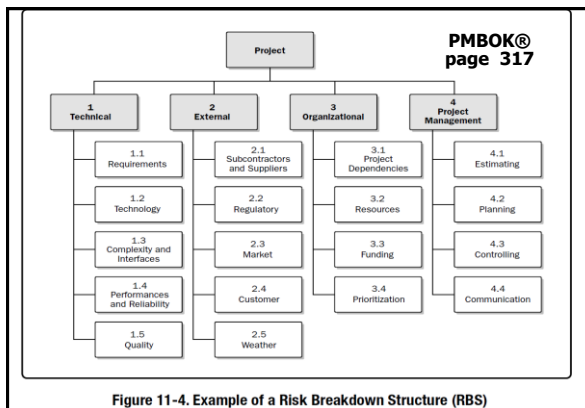 Project
PMBOK®
page 317
1
Technical
2
External
3
Organizational
4
Project
Management
1.1
Requirements
2.1
Subcontractors
and Suppliers
3.1
Project
Dependencies
4.1
Estimating
1.2
Technology
2.2
Regulatory
3.2
Resources
4.2
Planning
1.3
Complexity and
Interfaces
2.3
Market
3.3
Funding
4.3
Controlling
1.4
Performances
and Reliability
2.4
Customer
3.4
Prioritization
4.4
Communication
1.5
Quality
2.5
Weather
Figure 11-4. Example of a Risk Breakdown Structure (RBS)